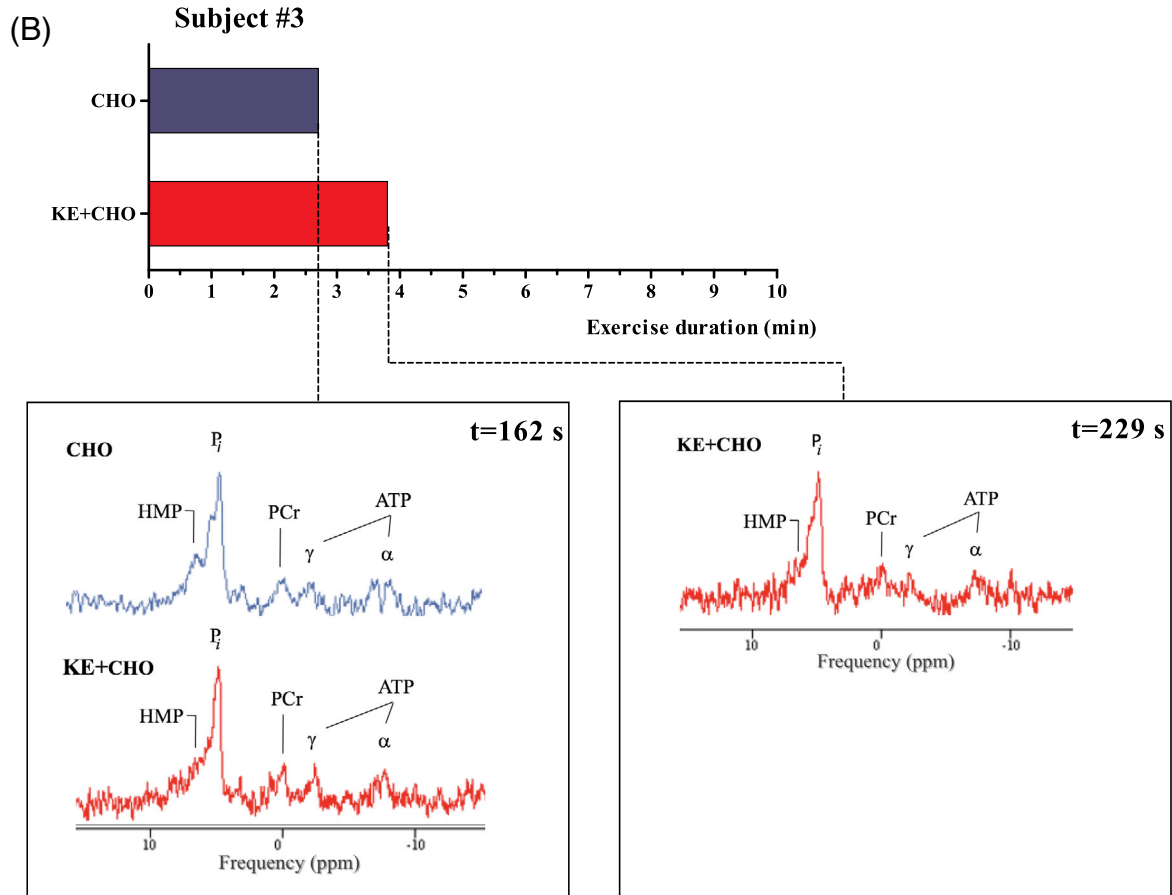 (B)
Subject #3
CHO
KE+CHO
0 1 2 3 4 5 6 7 8 9 10
Exercise duration (min)
t=162 s
CHO
Pi
HMP
PCr
ATP
γ
α
KE+CHO
Pi
HMP
PCr
ATP
γ
α
10 0 -10
Frequency (ppm)
t=229 s
KE+CHO
Pi
HMP
PCr
ATP
γ
α
10 0 -10
Frequency (ppm)